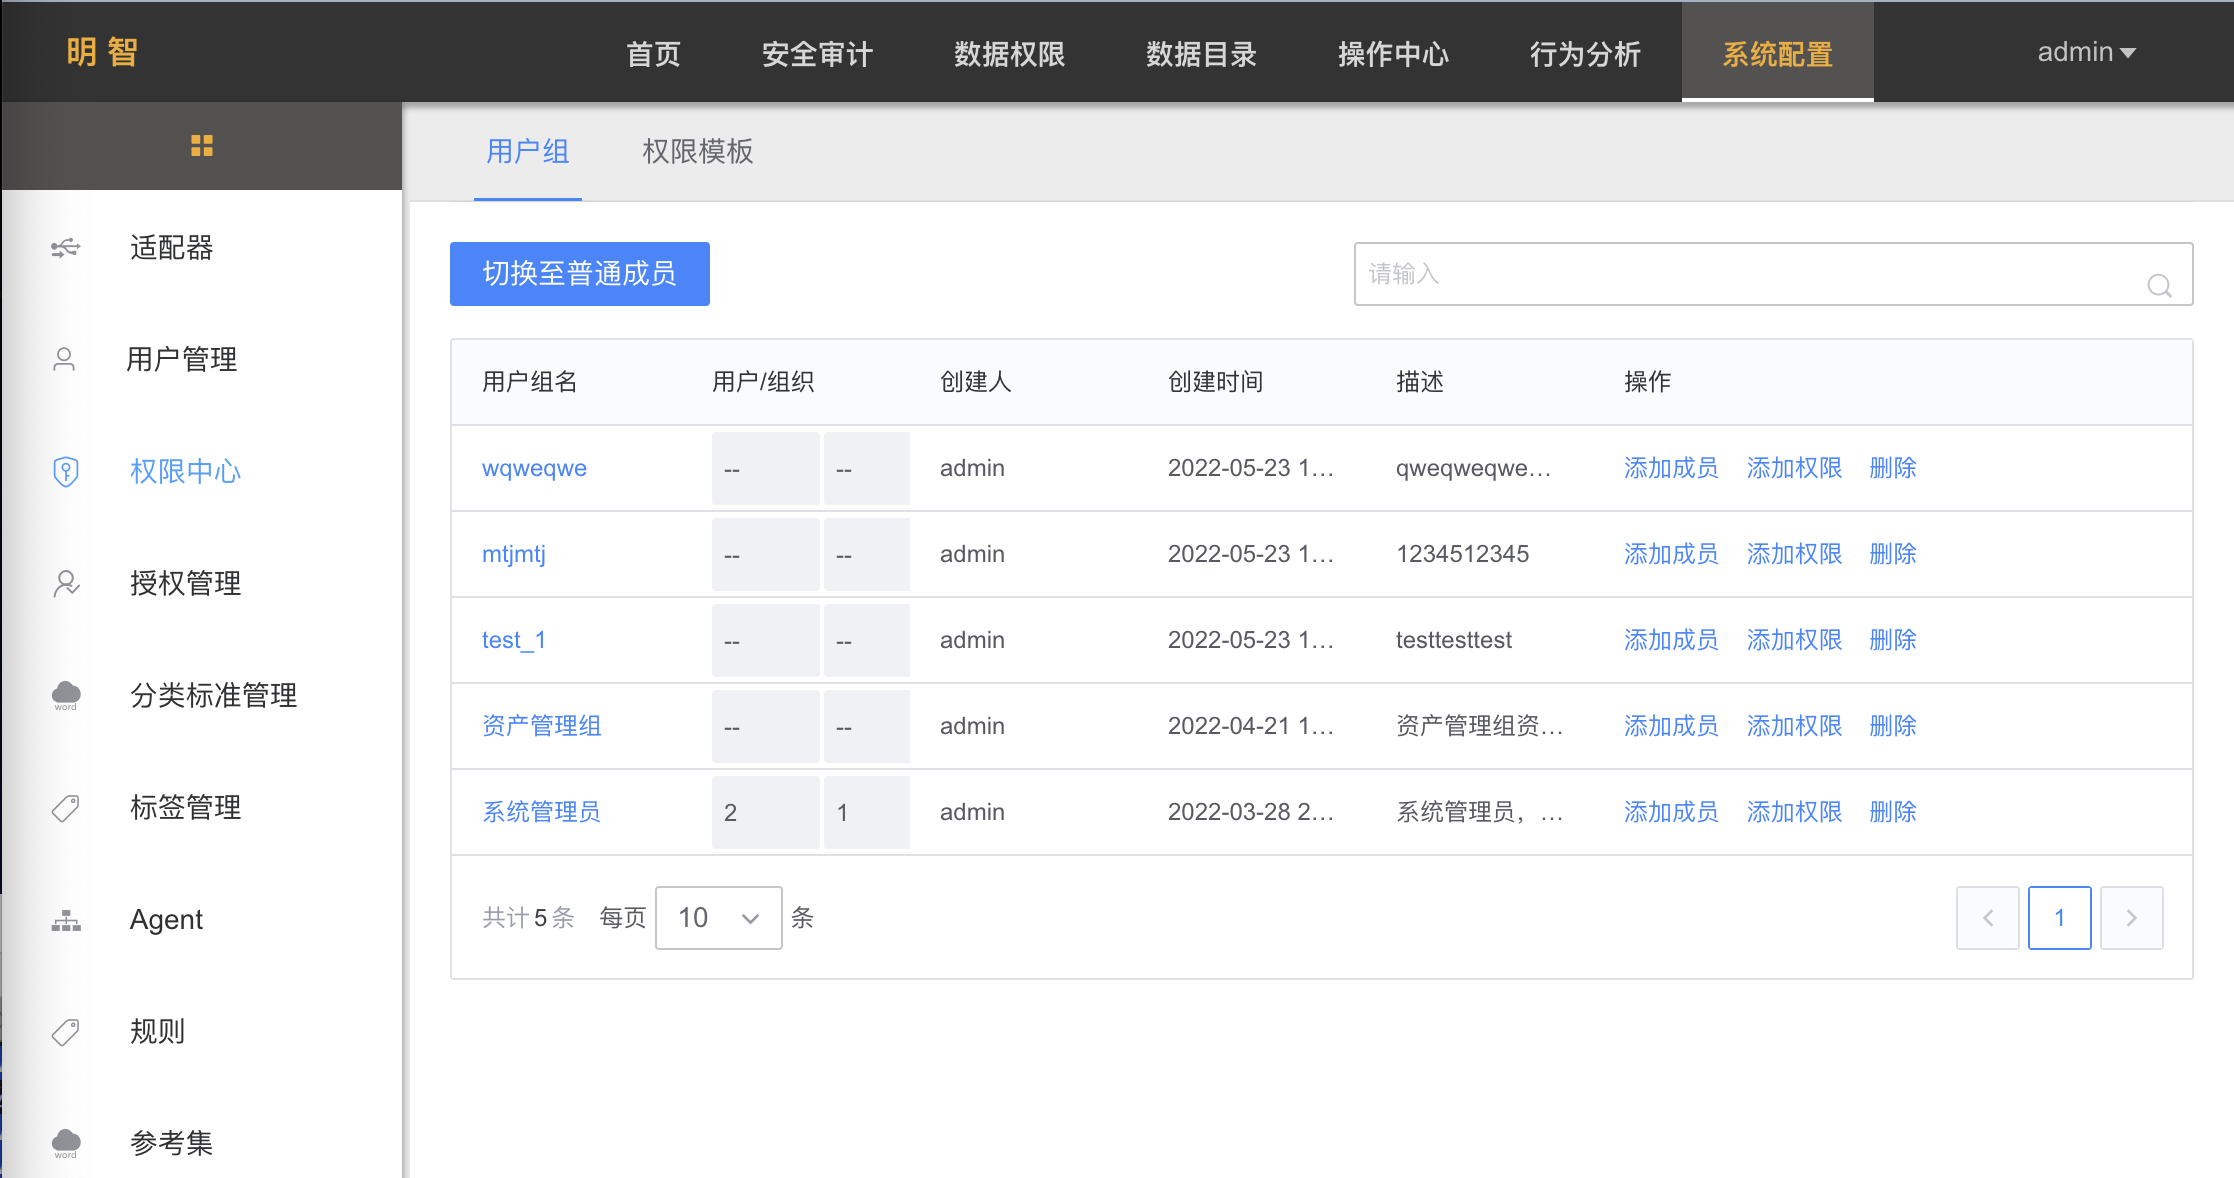 明 智
首页 安全审计 数据权限 数据目录 操作中心 行为分析 系统配置 admin
用户组 权限模板
适配器
用户管理
权限中心
授权管理
word 分类标准管理
标签管理
Agent
规则
word 参考集
切换至普通成员 请输入
用户组名 用户/组织 创建人 创建时间 描述 操作
wqweqwe -- -- admin 2022-05-23 1... qweqweqwe... 添加成员 添加权限 删除
mtjmtj -- -- admin 2022-05-23 1... 1234512345 添加成员 添加权限 删除
test_1 -- -- admin 2022-05-23 1... testtesttest 添加成员 添加权限 删除
资产管理组 -- -- admin 2022-04-21 1... 资产管理组资... 添加成员 添加权限 删除
系统管理员 2 1 admin 2022-03-28 2... 系统管理员，... 添加成员 添加权限 删除
共计 5 条 每页 10 条 1